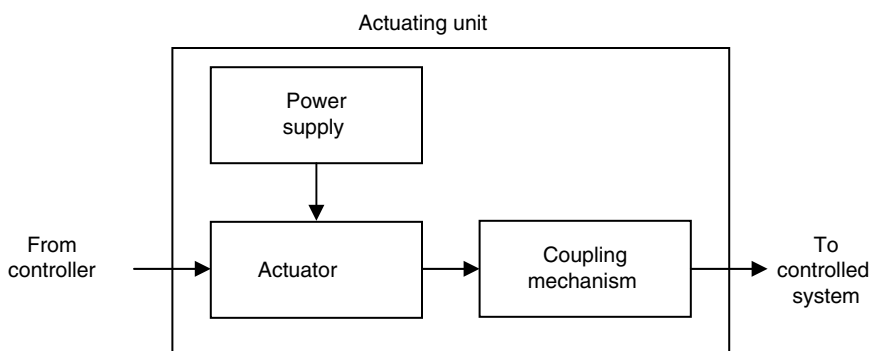 Actuating unit
Power
supply
From
controller
Actuator
Coupling
mechanism
To
controlled
system